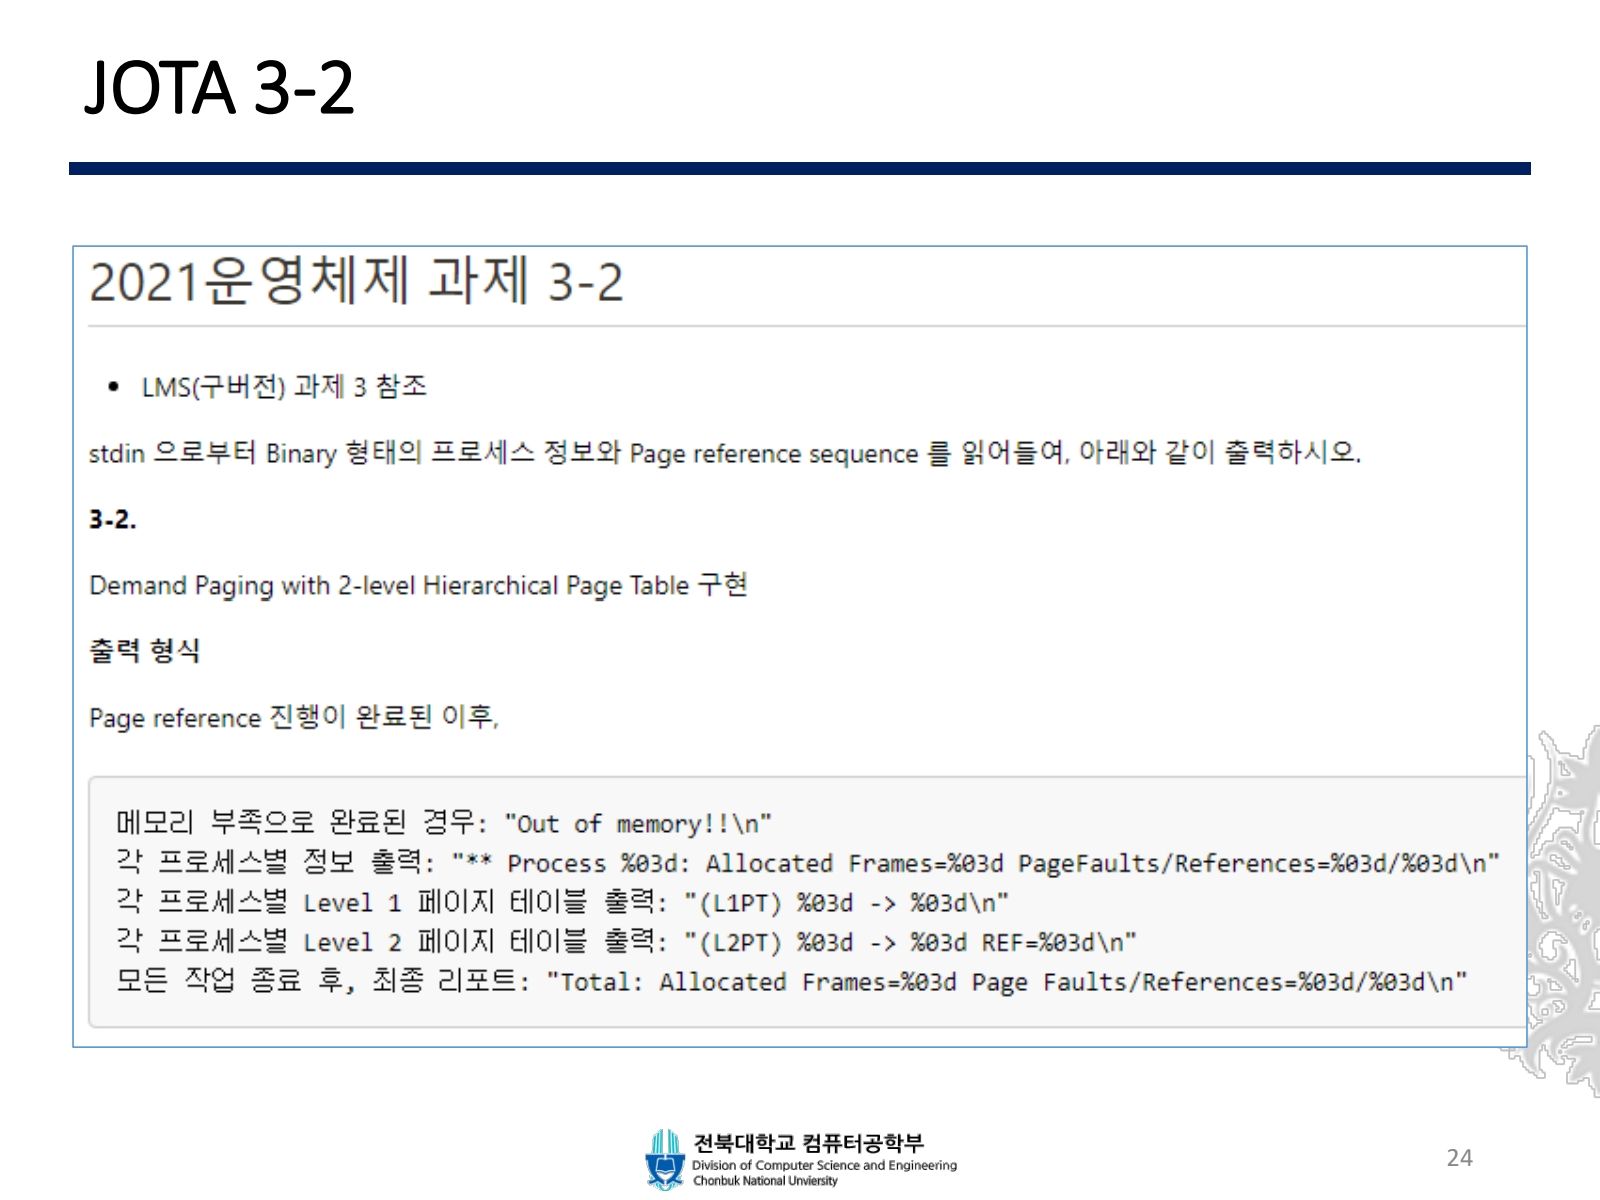 JOTA 3-2
2021운영체제 과제 3-2
• LMS(구버전) 과제 3 참조
stdin 으로부터 Binary 형태의 프로세스 정보와 Page reference sequence 를 읽어들여, 아래와 같이 출력하시오.
3-2.
Demand Paging with 2-level Hierarchical Page Table 구현
출력 형식
Page reference 진행이 완료된 이후,
메모리 부족으로 완료된 경우: "Out of memory!!\n"
각 프로세스별 정보 출력: "** Process %03d: Allocated Frames=%03d PageFaults/References=%03d/%03d\n"
각 프로세스별 Level 1 페이지 테이블 출력: "(L1PT) %03d -> %03d\n"
각 프로세스별 Level 2 페이지 테이블 출력: "(L2PT) %03d -> %03d REF=%03d\n"
모든 작업 종료 후, 최종 리포트: "Total: Allocated Frames=%03d Page Faults/References=%03d/%03d\n"
전북대학교 컴퓨터공학부
Division of Computer Science and Engineering
Chonbuk National Unviersity
24